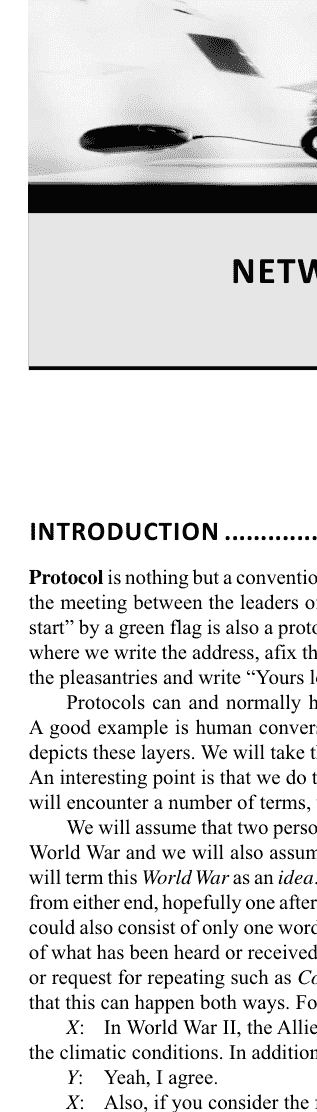 NETW
INTRODUCTION .............
Protocol is nothing but a conventio
the meeting between the leaders of
start” by a green flag is also a proto
where we write the address, afix th
the pleasantries and write “Yours lo
Protocols can and normally h
A good example is human convers
depicts these layers. We will take th
An interesting point is that we do t
will encounter a number of terms,
We will assume that two perso
World War and we will also assum
will term this World War as an idea.
from either end, hopefully one after
could also consist of only one word
of what has been heard or received
or request for repeating such as Co
that this can happen both ways. Fo
X: In World War II, the Allie
the climatic conditions. In addition
Y: Yeah, I agree.
X: Also, if you consider the